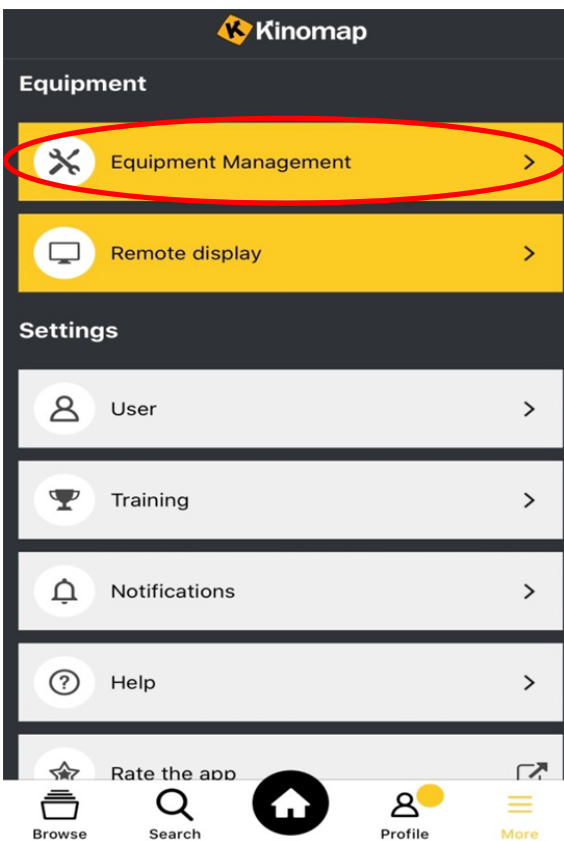 Kinomap
Equipment
Equipment Management
Remote display
Settings
User
Training
Notifications
Help
Rate the app
Browse
Search
Profile
More